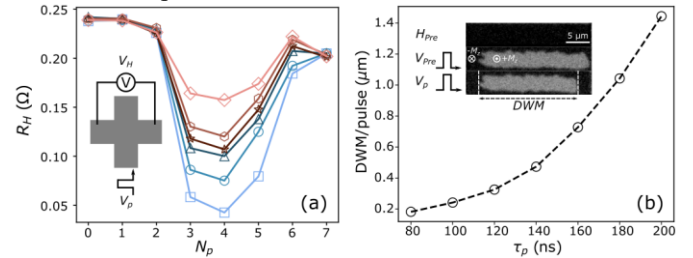 0.25
0.20
0.15
0.10
0.05
R_H (Ω)
V_H
V
V_p
(a)
0 1 2 3 4 5 6 7
N_p
1.4
1.2
1.0
0.8
0.6
0.4
0.2
DWM/pulse (μm)
H_Pre
5 μm
V_Pre
-M_z
+M_z
V_p
DWM
(b)
80 100 120 140 160 180 200
τ_p (ns)